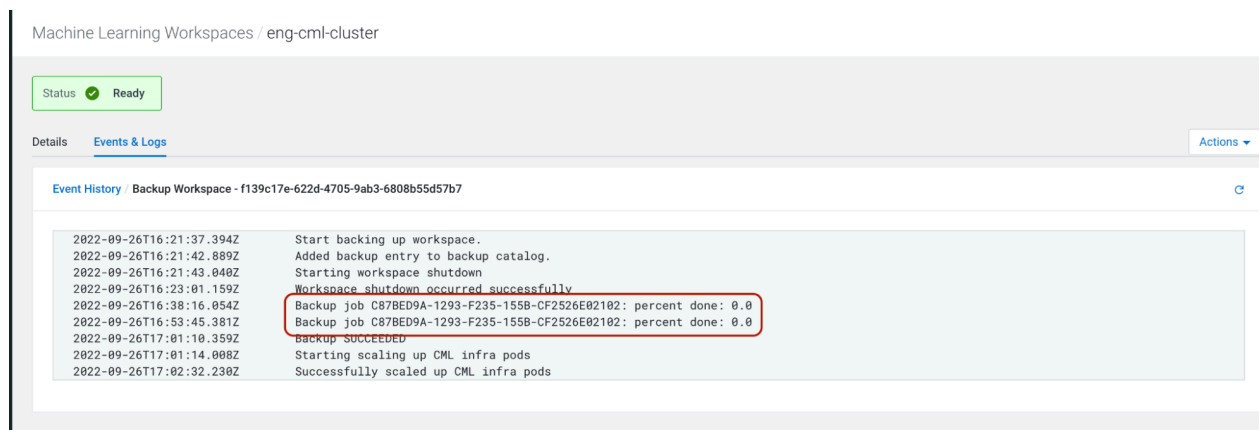 Machine Learning Workspaces / eng-cml-cluster
Status Ready
Details Events & Logs Actions
Event History / Backup Workspace - f139c17e-622d-4705-9ab3-6808b55d57b7
2022-09-26T16:21:37.394Z Start backing up workspace.
2022-09-26T16:21:42.889Z Added backup entry to backup catalog.
2022-09-26T16:21:43.040Z Starting workspace shutdown
2022-09-26T16:23:01.159Z Workspace shutdown occurred successfully
2022-09-26T16:38:16.054Z Backup job C87BED9A-1293-F235-155B-CF2526E02102: percent done: 0.0
2022-09-26T16:53:45.381Z Backup job C87BED9A-1293-F235-155B-CF2526E02102: percent done: 0.0
2022-09-26T17:01:10.359Z Backup SUCCEEDED
2022-09-26T17:01:14.008Z Starting scaling up CML infra pods
2022-09-26T17:02:32.230Z Successfully scaled up CML infra pods